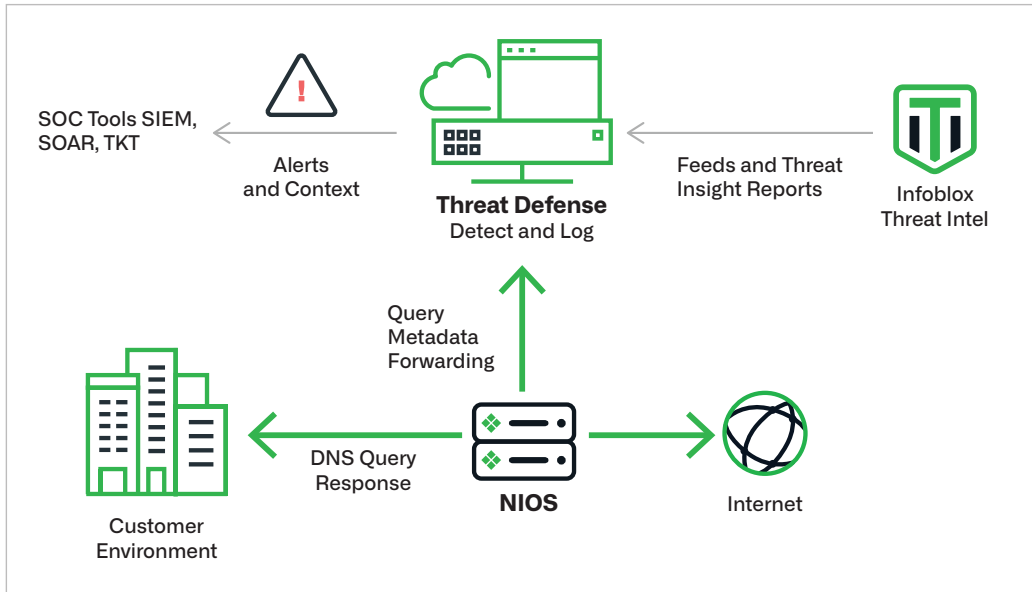 SOC Tools SIEM,
SOAR, TKT
!
Alerts
and Context
Threat Defense
Detect and Log
Feeds and Threat
Insight Reports
Infoblox
Threat Intel
Query
Metadata
Forwarding
DNS Query
Response
NIOS
Customer
Environment
Internet